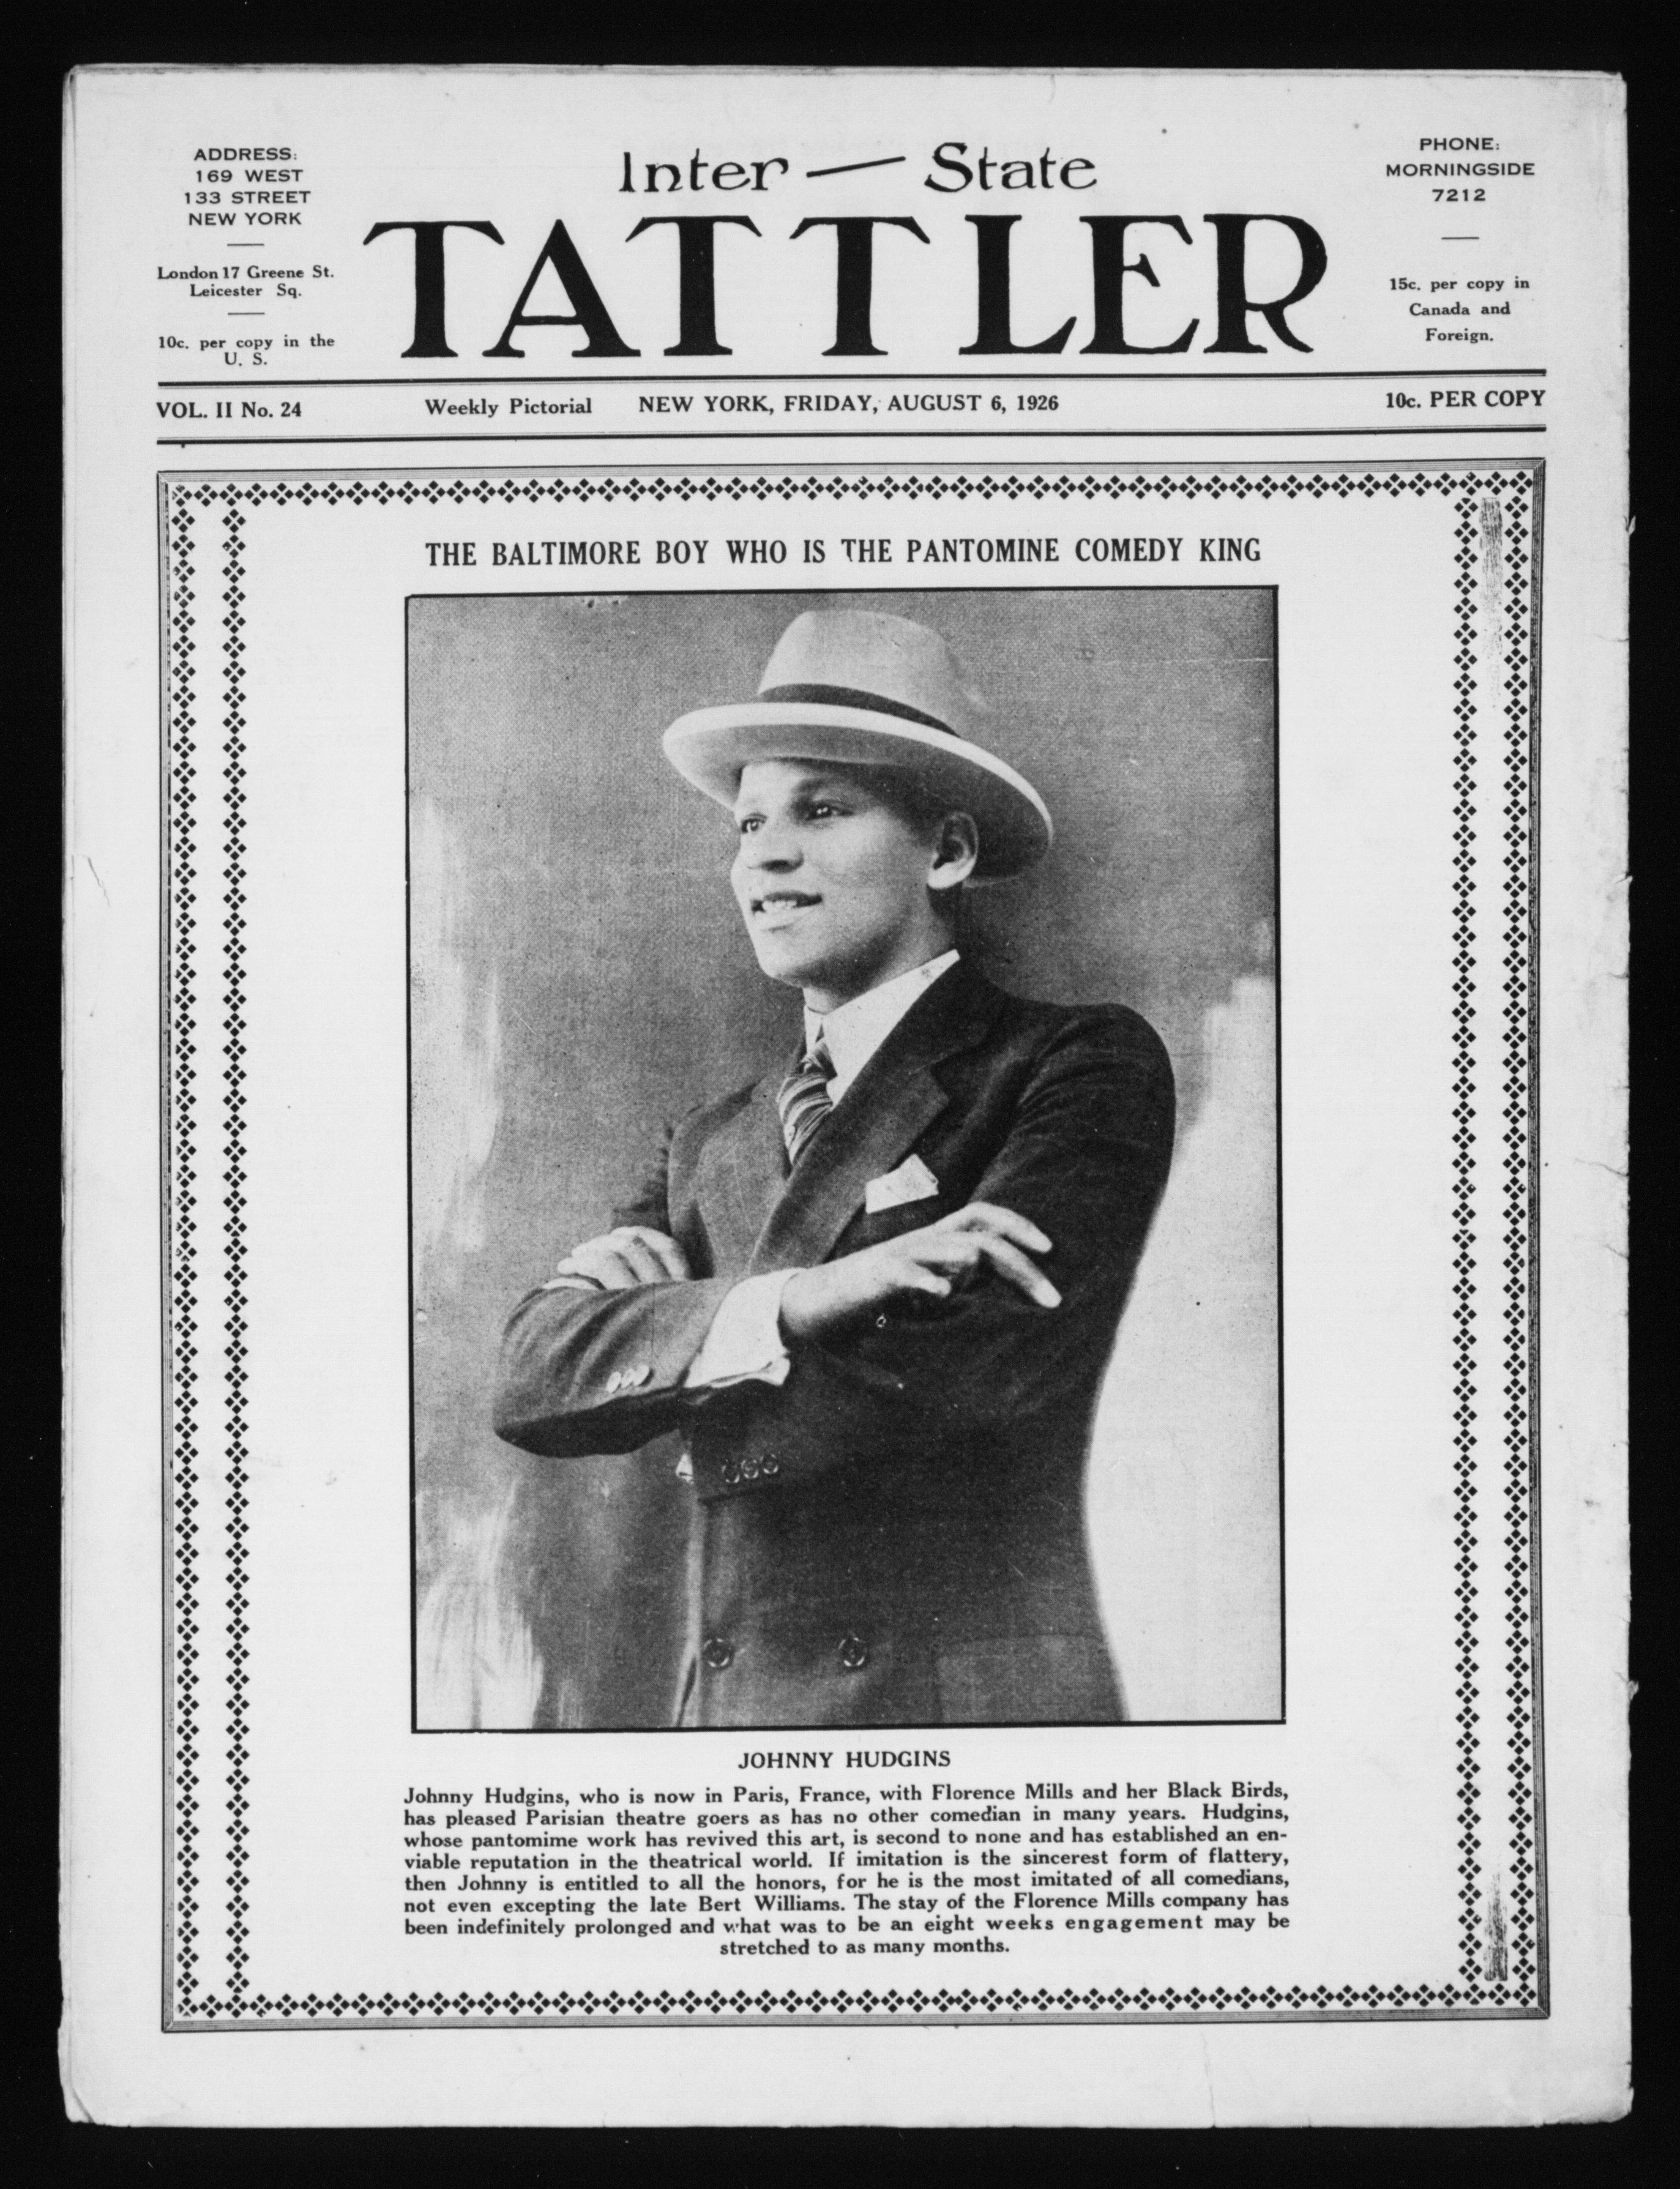 ADDRESS:
169 WEST
133 STREET
NEW YORK
London 17 Greene St.
Leicester Sq.
10c. per copy in the
U. S.
Inter — State
TATTLER
PHONE:
MORNINGSIDE
7212
15c. per copy in
Canada and
Foreign.
VOL. II No. 24 Weekly Pictorial NEW YORK, FRIDAY, AUGUST 6, 1926 10c. PER COPY
THE BALTIMORE BOY WHO IS THE PANTOMINE COMEDY KING
JOHNNY HUDGINS
Johnny Hudgins, who is now in Paris, France, with Florence Mills and her Black Birds,
has pleased Parisian theatre goers as has no other comedian in many years. Hudgins,
whose pantomime work has revived this art, is second to none and has established an en-
viable reputation in the theatrical world. If imitation is the sincerest form of flattery,
then Johnny is entitled to all the honors, for he is the most imitated of all comedians,
not even excepting the late Bert Williams. The stay of the Florence Mills company has
been indefinitely prolonged and what was to be an eight weeks engagement may be
stretched to as many months.